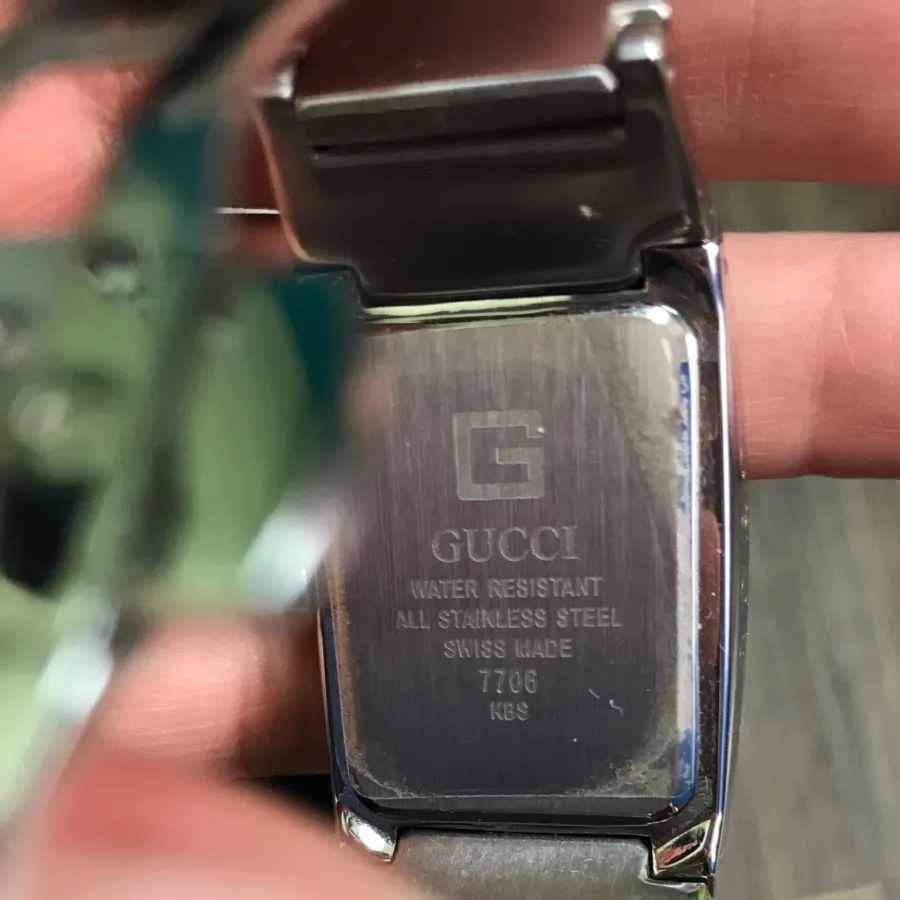 G
GUCCI
WATER RESISTANT
ALL STAINLESS STEEL
SWISS MADE
7706
KBS